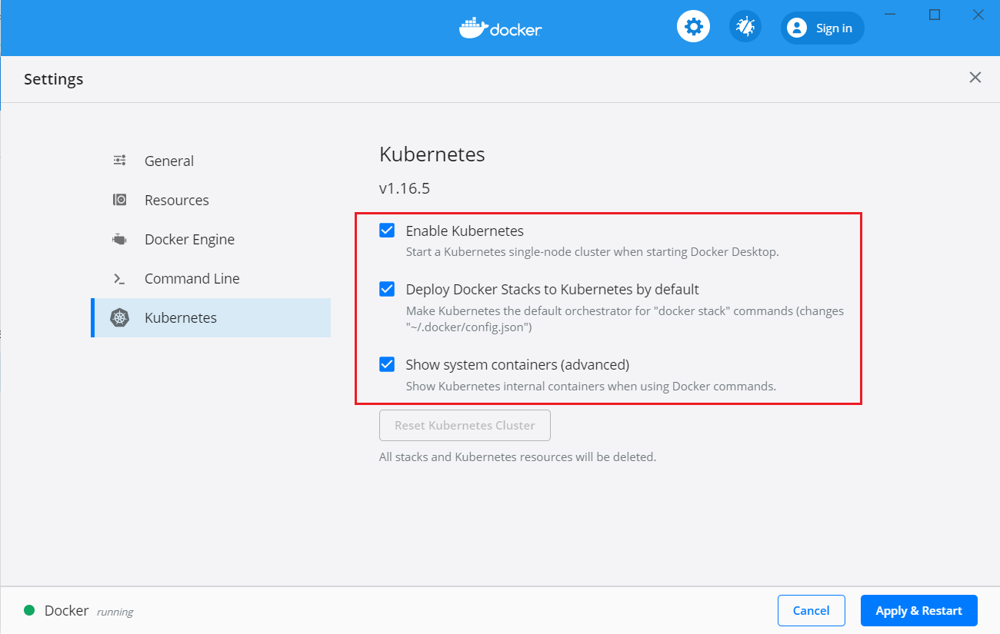 docker
Sign in
Settings
General
Resources
Docker Engine
Command Line
Kubernetes
Kubernetes
v1.16.5
Enable Kubernetes
Start a Kubernetes single-node cluster when starting Docker Desktop.
Deploy Docker Stacks to Kubernetes by default
Make Kubernetes the default orchestrator for "docker stack" commands (changes
"~/.docker/config.json")
Show system containers (advanced)
Show Kubernetes internal containers when using Docker commands.
Reset Kubernetes Cluster
All stacks and Kubernetes resources will be deleted.
Docker running
Cancel
Apply & Restart